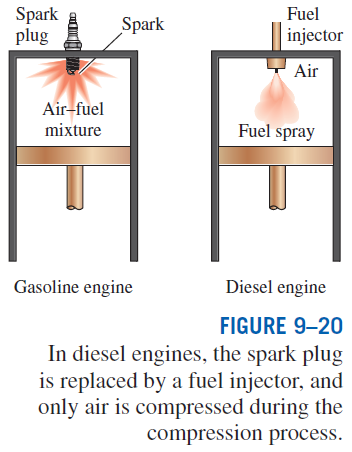 Spark
plug
Spark
Air–fuel
mixture
Gasoline engine
Fuel
injector
Air
Fuel spray
Diesel engine
FIGURE 9–20
In diesel engines, the spark plug
is replaced by a fuel injector, and
only air is compressed during the
compression process.